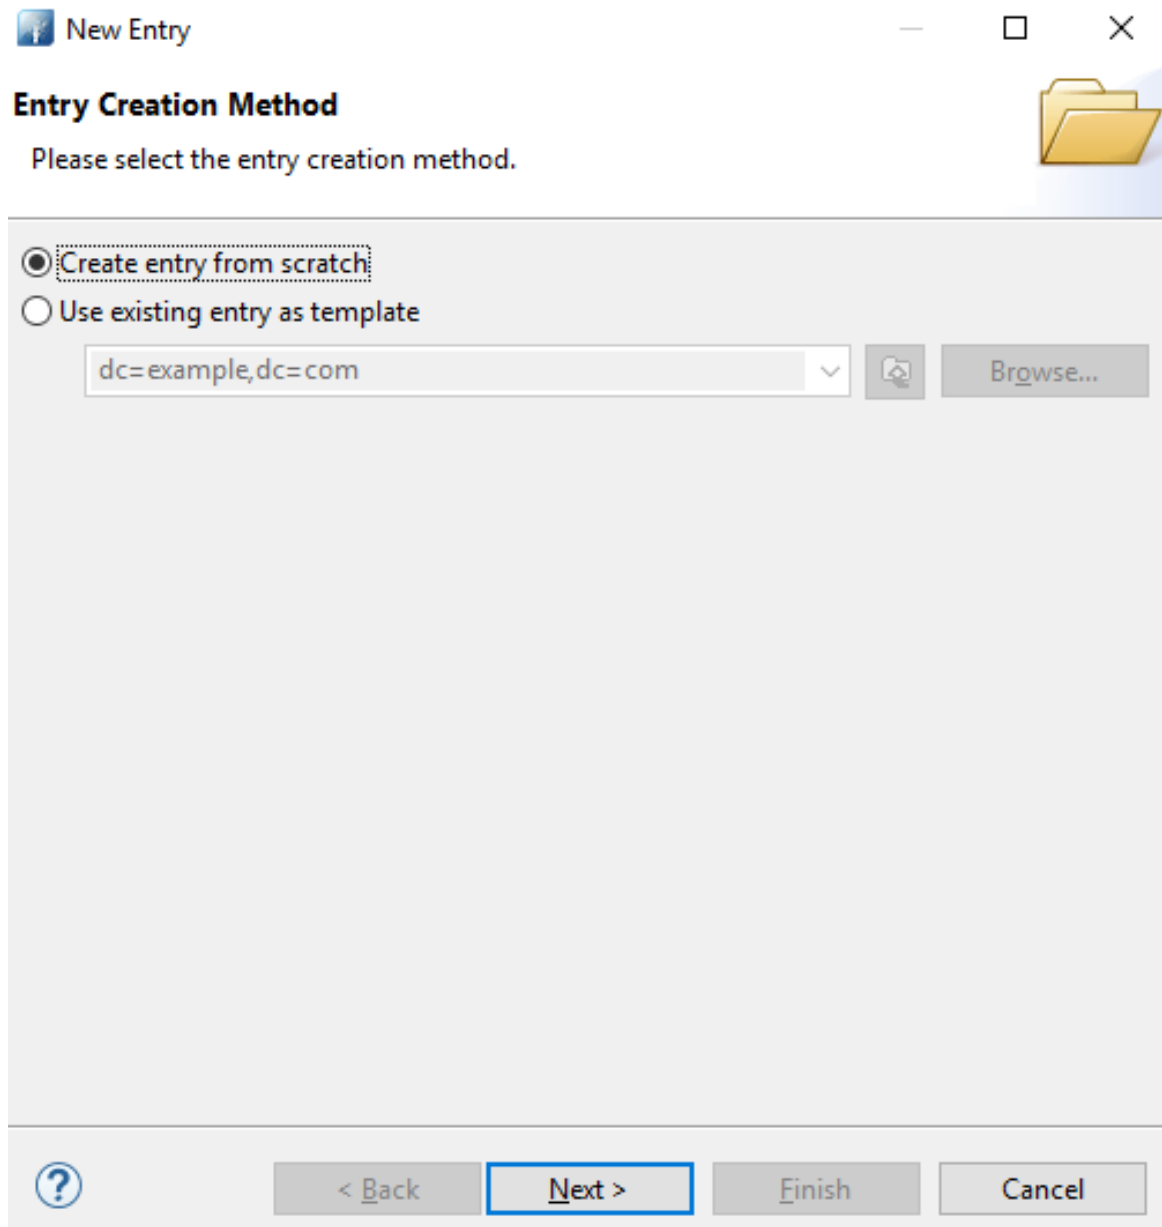 New Entry
Entry Creation Method
Please select the entry creation method.
Create entry from scratch
Use existing entry as template
dc=example,dc=com
Browse...
?
< Back
Next >
Finish
Cancel